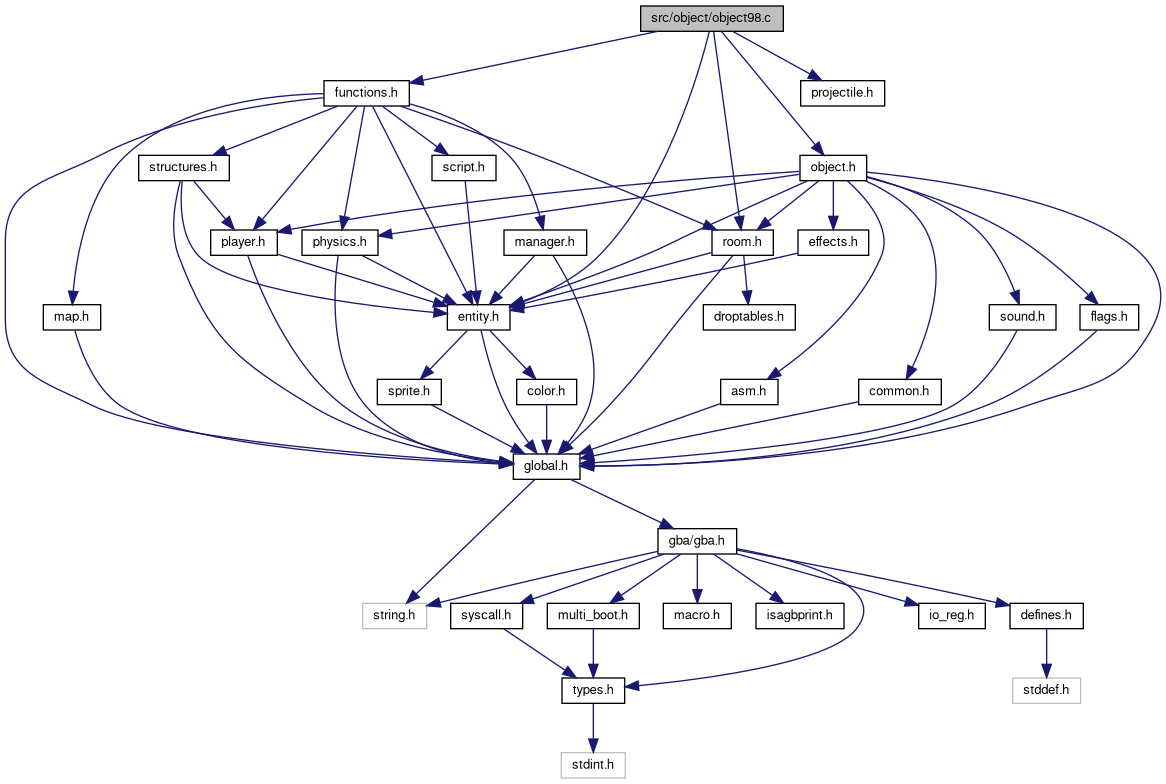 src/object/object98.c
functions.h
projectile.h
structures.h
script.h
object.h
player.h
physics.h
manager.h
room.h
effects.h
map.h
entity.h
droptables.h
sound.h
flags.h
sprite.h
color.h
asm.h
common.h
global.h
gba/gba.h
string.h
syscall.h
multi_boot.h
macro.h
isagbprint.h
io_reg.h
defines.h
types.h
stddef.h
stdint.h